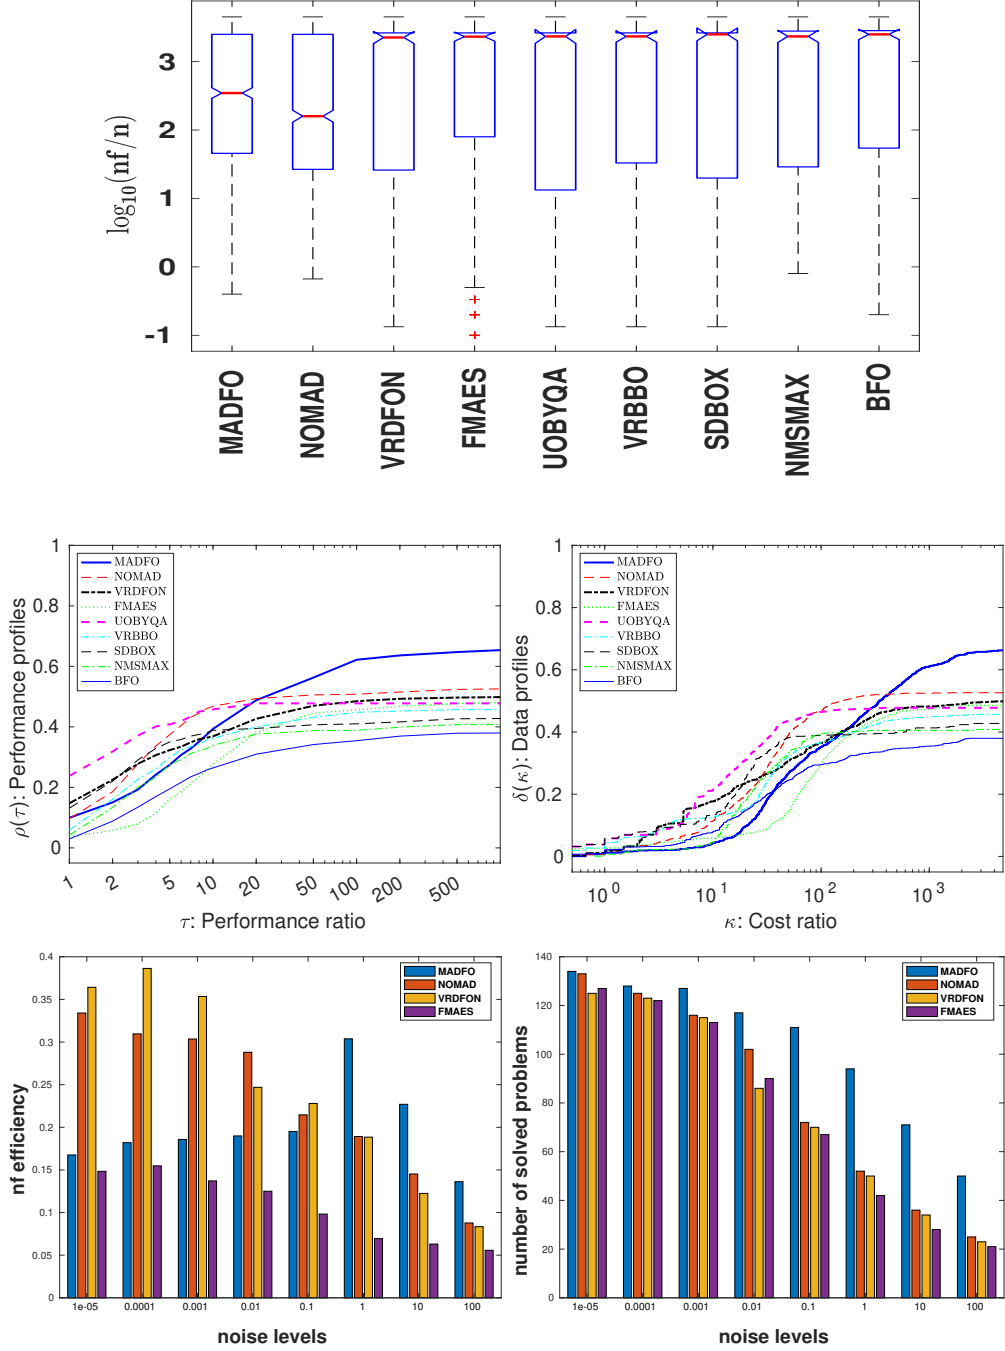 log10(nf/n)
3
2
1
0
-1
MADFO
NOMAD
VRDFON
FMAES
UOBYQA
VRBBO
SDBOX
NMSMAX
BFO
ρ(τ): Performance profiles
1
0.8
0.6
0.4
0.2
0
MADFO
NOMAD
VRDFON
FMAES
UOBYQA
VRBBO
SDBOX
NMSMAX
BFO
1 2 5 10 20 50 100 200 500
τ: Performance ratio
δ(κ): Data profiles
1
0.8
0.6
0.4
0.2
0
MADFO
NOMAD
VRDFON
FMAES
UOBYQA
VRBBO
SDBOX
NMSMAX
BFO
10^0 10^1 10^2 10^3
κ: Cost ratio
nf efficiency
0.4
0.35
0.3
0.25
0.2
0.15
0.1
0.05
0
MADFO
NOMAD
VRDFON
FMAES
1e-05 0.0001 0.001 0.01 0.1 1 10 100
noise levels
number of solved problems
140
120
100
80
60
40
20
0
MADFO
NOMAD
VRDFON
FMAES
1e-05 0.0001 0.001 0.01 0.1 1 10 100
noise levels